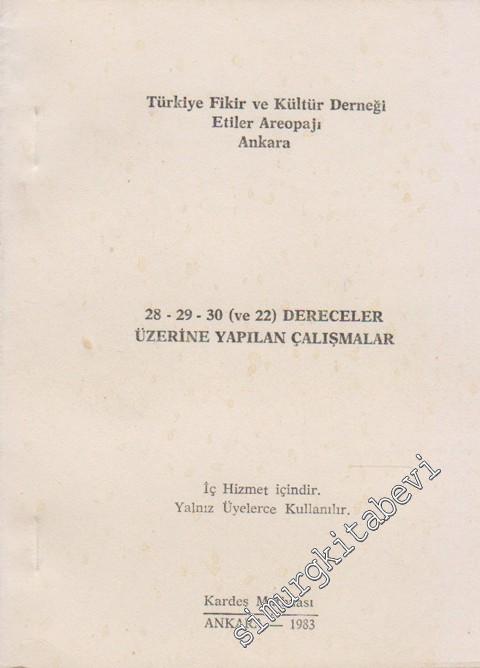 Türkiye Fikir ve Kültür Derneği
Etiler Areopajı
Ankara
28 - 29 - 30 (ve 22) DERECELER
ÜZERİNE YAPILAN ÇALIŞMALAR
İç Hizmet içindir.
Yalnız Üyelerce Kullanılır.
Kardeş
ANKARA — 1983
simurgkitabevi